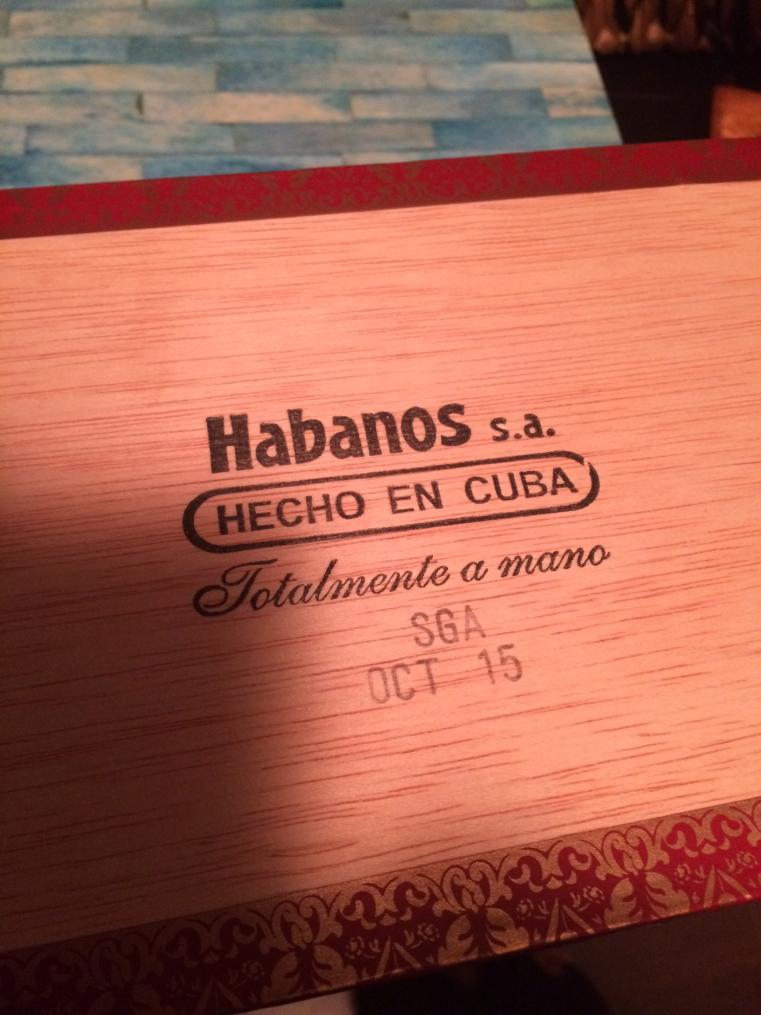 Habanos s.a.
HECHO EN CUBA
Totalmente a mano
SGA
OCT 15